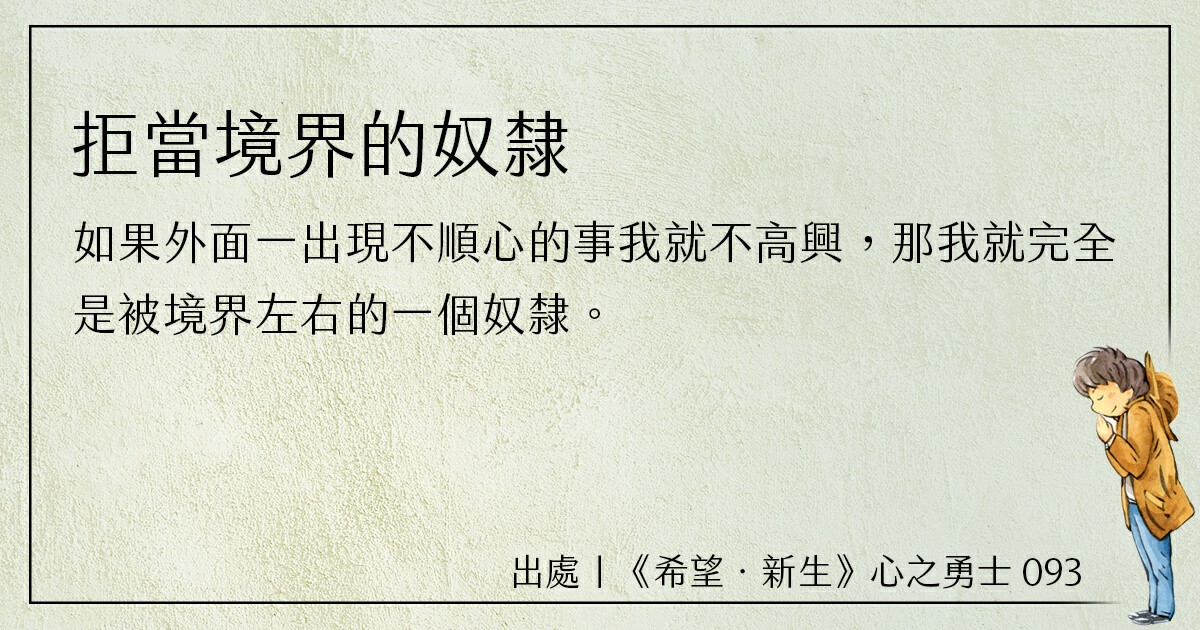 拒當境界的奴隸
如果外面一出現不順心的事我就不高興，那我就完全
是被境界左右的一個奴隸。
出處｜《希望．新生》心之勇士 093